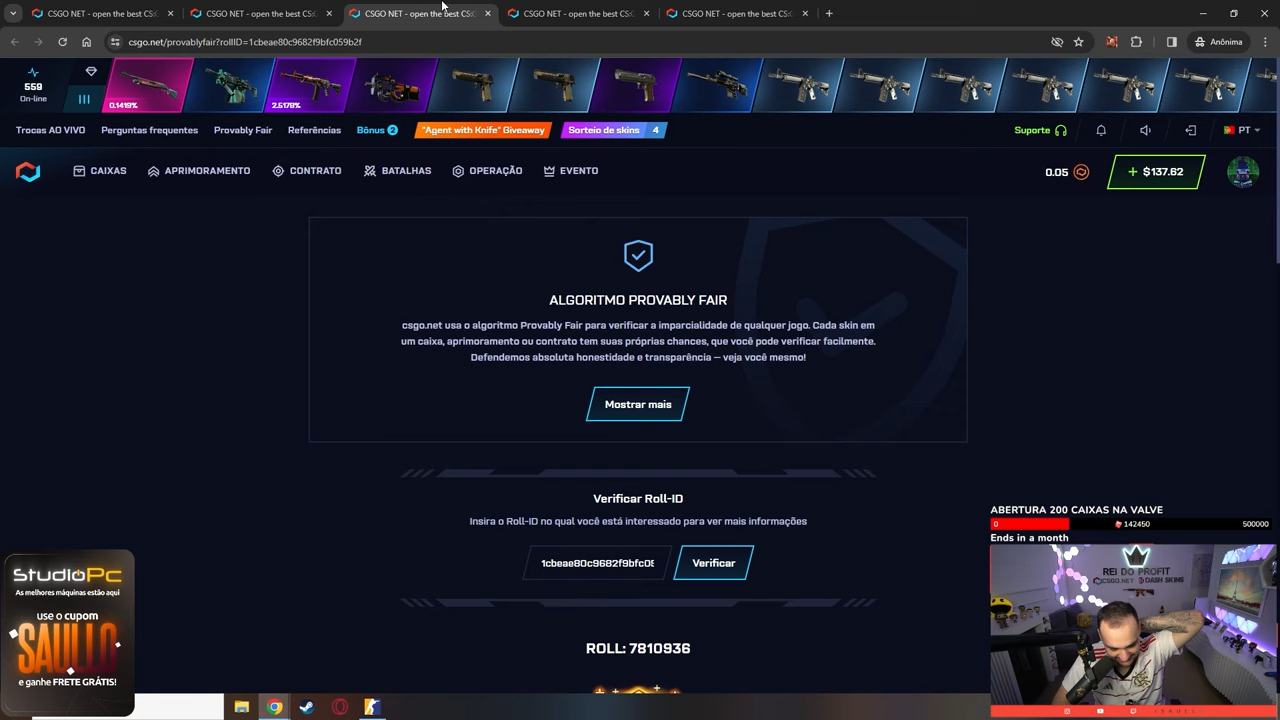 CSGO NET - open the best CS:G
CSGO NET - open the best CS:G
CSGO NET - open the best CS:G
CSGO NET - open the best CS:G
CSGO NET - open the best CS:G
csgo.net/provablyfair?rollID=1cbeae80c9682f9bfc059b2f
Anônima
559
On-line
0.1419%
2.5178%
Trocas AO VIVO
Perguntas frequentes
Provably Fair
Referências
Bônus 2
"Agent with Knife" Giveaway
Sorteio de skins 4
Suporte
PT
CAIXAS
APRIMORAMENTO
CONTRATO
BATALHAS
OPERAÇÃO
EVENTO
0.05
+ $137.62
ALGORITMO PROVABLY FAIR
csgo.net usa o algoritmo Provably Fair para verificar a imparcialidade de qualquer jogo. Cada skin em
um caixa, aprimoramento ou contrato tem suas próprias chances, que você pode verificar facilmente.
Defendemos absoluta honestidade e transparência — veja você mesmo!
Mostrar mais
Verificar Roll-ID
Insira o Roll-ID no qual você está interessado para ver mais informações
1cbeae80c9682f9bfc05
Verificar
ROLL: 7810936
STUDIOPC
As melhores máquinas estão aqui
use o cupom
SAULLO
e ganhe FRETE GRÁTIS!
ABERTURA 200 CAIXAS NA VALVE
0 142450 500000
Ends in a month
REI DO PROFIT
CSGO.NET DASH SKINS